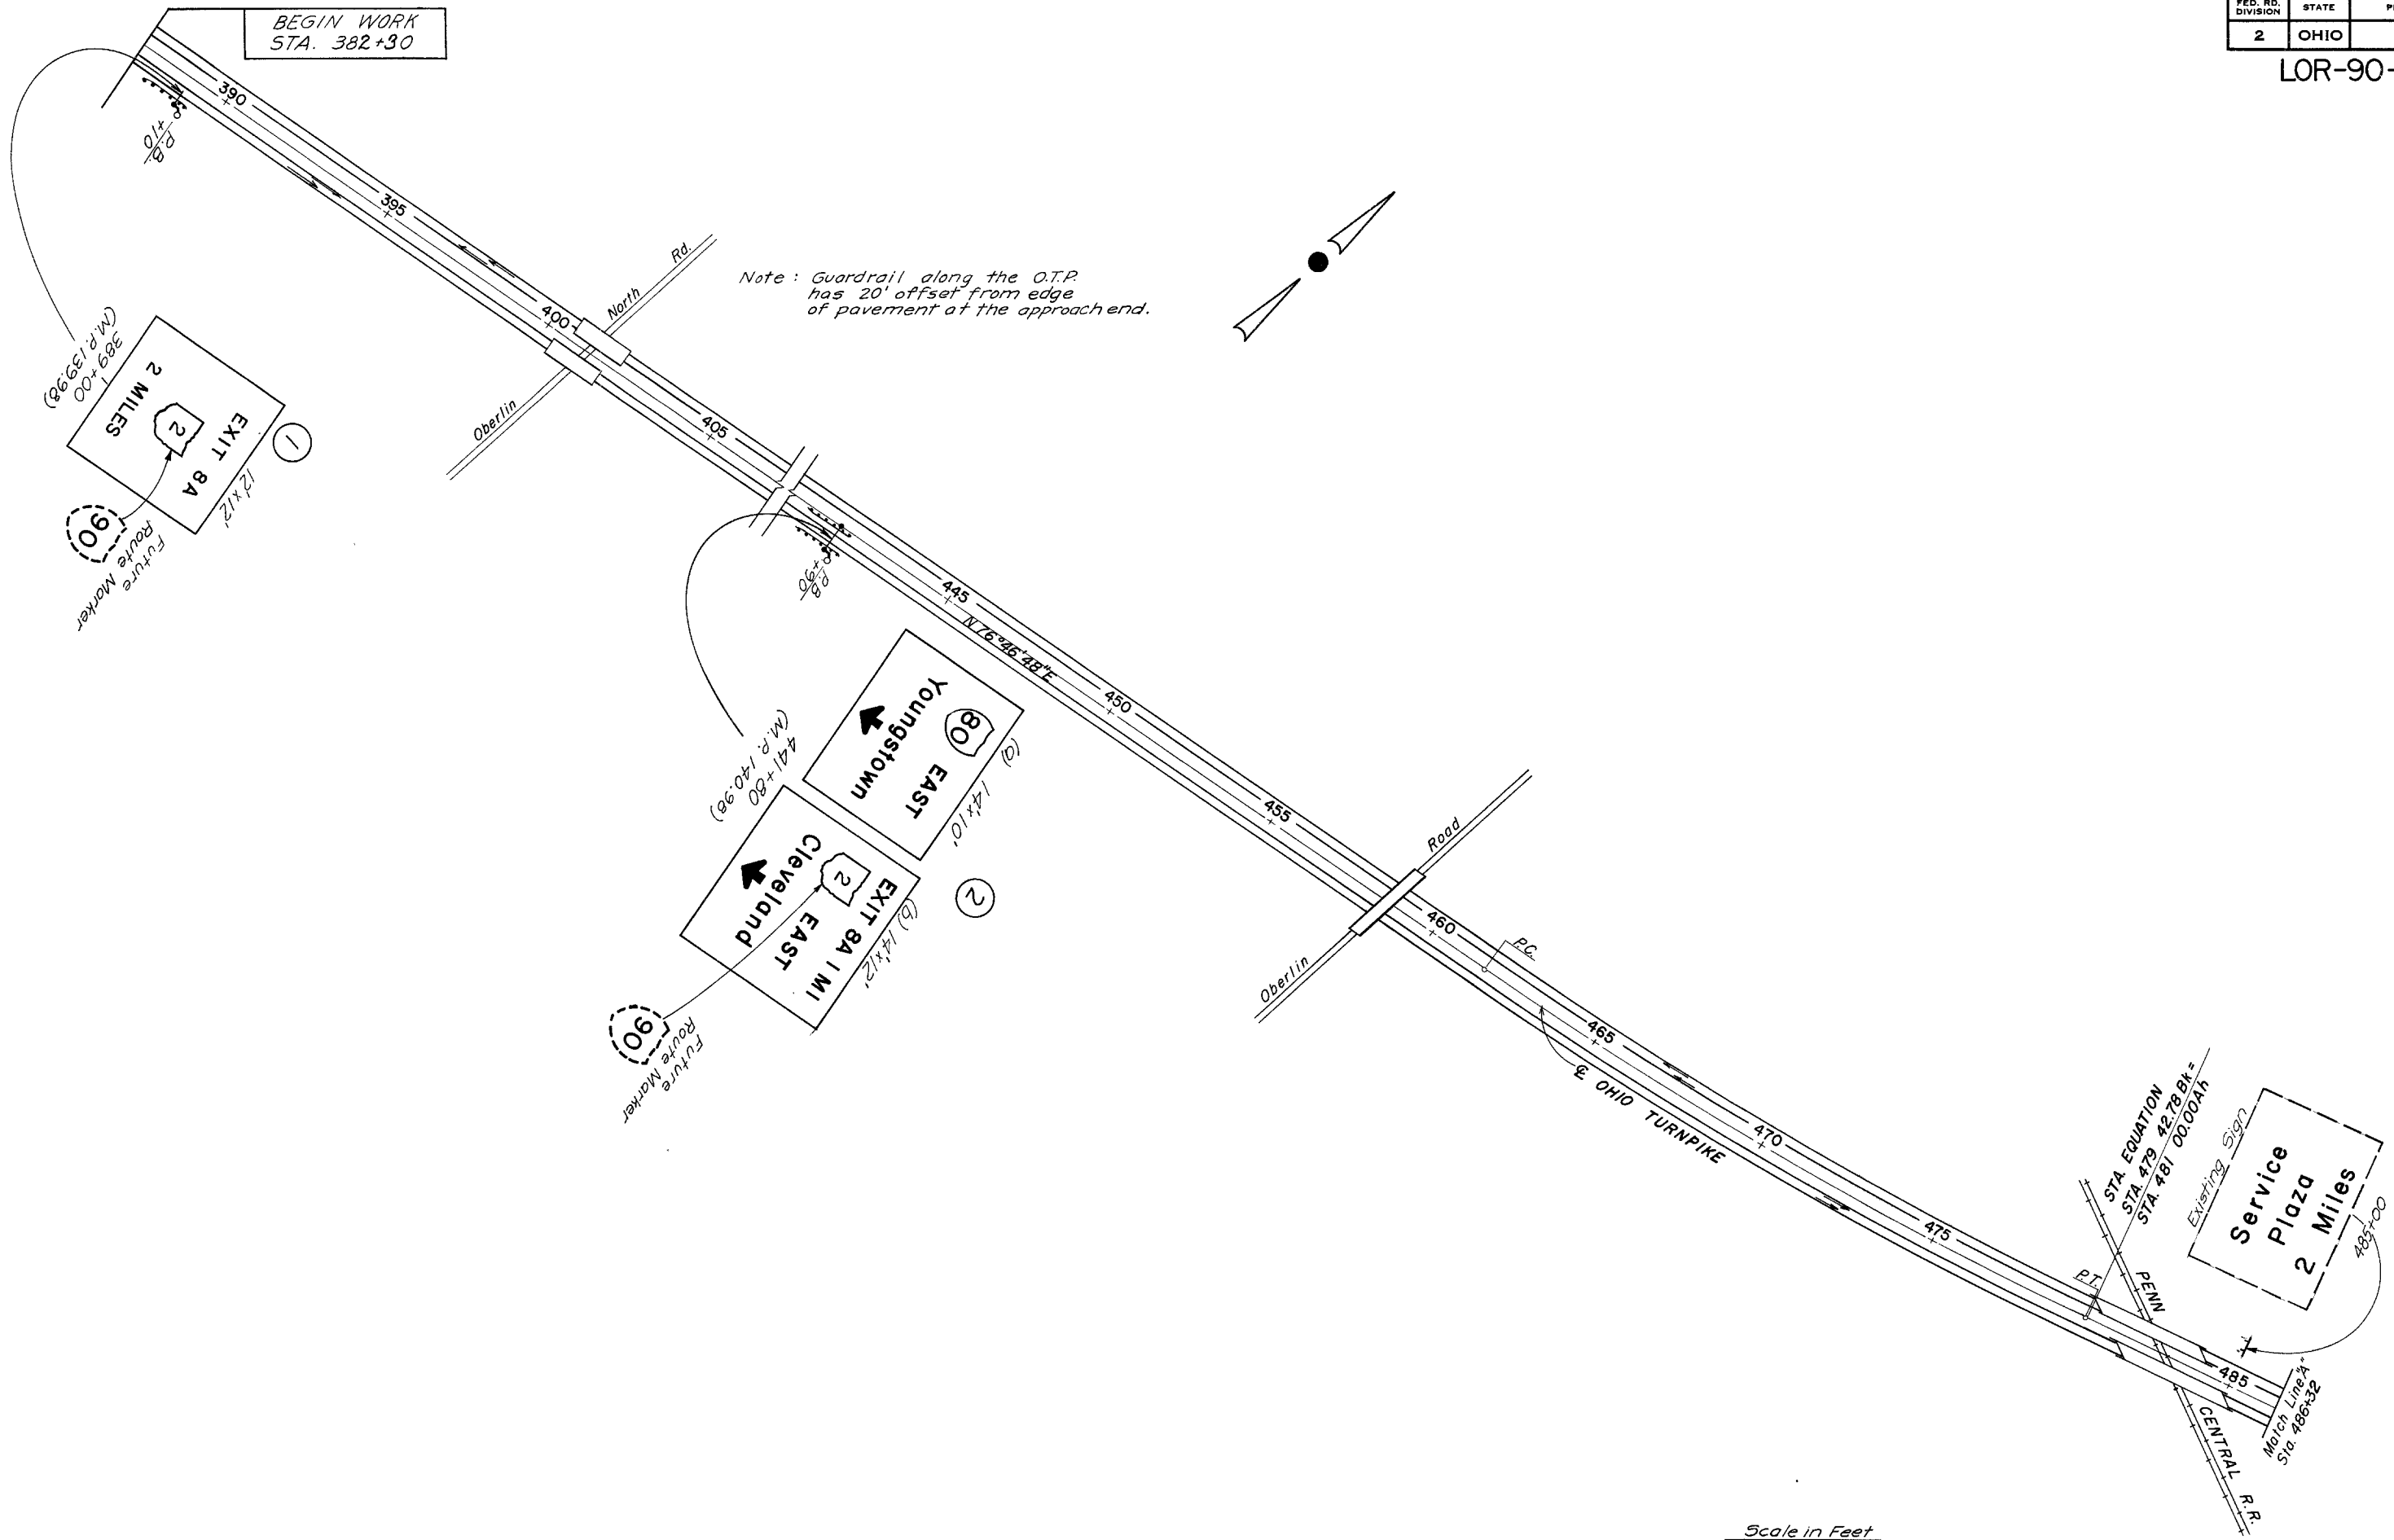 BEGIN WORK
STA. 382+30
FED. RD.
DIVISION
STATE
2
OHIO
LOR-90-
390
P.B.
+10
395
Note : Guardrail along the O.T.P.
has 20' offset from edge
of pavement at the approach end.
North Rd.
400
Oberlin
405
389+00
(M.P. 139.98)
1
12'x12'
EXIT 8A
2
2 MILES
90
Future
Route Marker
P.B.
+90
445
N 76°46'48"E
450
455
441+80
(M.P. 140.98)
2
(a) 14'x10'
80 EAST
Youngstown
(b) 14'x12'
EXIT 8A 1 MI
2 EAST
Cleveland
90
Future
Route Marker
Road
Oberlin
460
P.C.
465
℄ OHIO TURNPIKE
470
475
STA. EQUATION
STA. 479 42.78 Bk =
STA. 481 00.00Ah
Existing Sign
Service
Plaza
2 Miles
485+00
P.T.
PENN
CENTRAL R.R.
485
Match Line "A"
Sta. 486+32
Scale in Feet